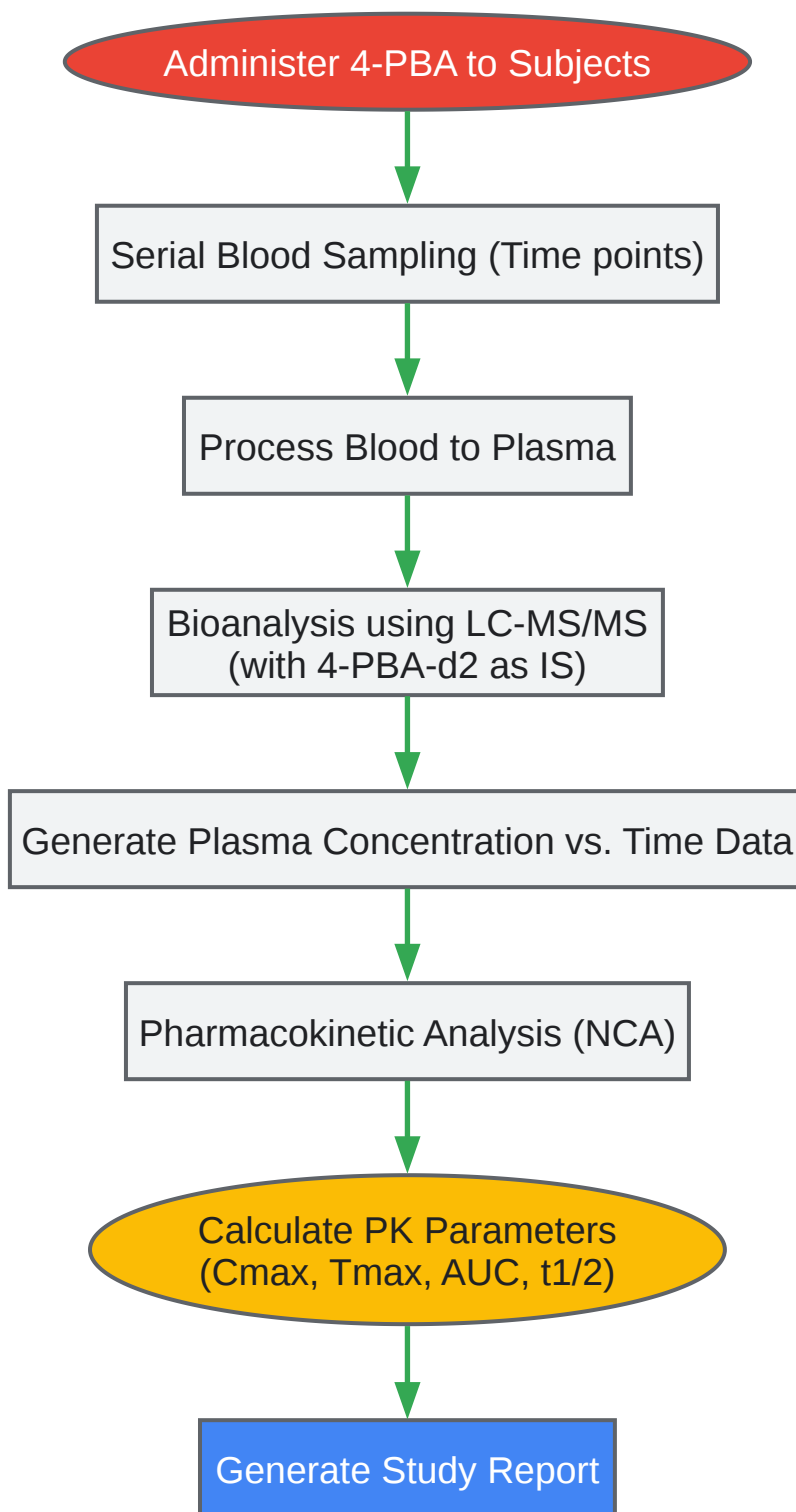 Administer 4-PBA to Subjects
Serial Blood Sampling (Time points)
Process Blood to Plasma
Bioanalysis using LC-MS/MS
(with 4-PBA-d2 as IS)
Generate Plasma Concentration vs. Time Data
Pharmacokinetic Analysis (NCA)
Calculate PK Parameters
(Cmax, Tmax, AUC, t1/2)
Generate Study Report